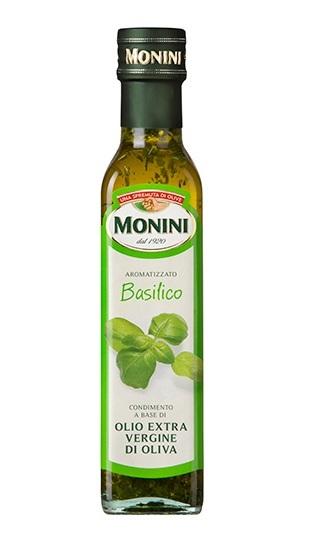 MONINI
UNA SPREMUTA DI OLIVE
MONINI
dal 1920
AROMATIZZATO
Basilico
CONDIMENTO
A BASE DI
OLIO EXTRA
VERGINE
DI OLIVA